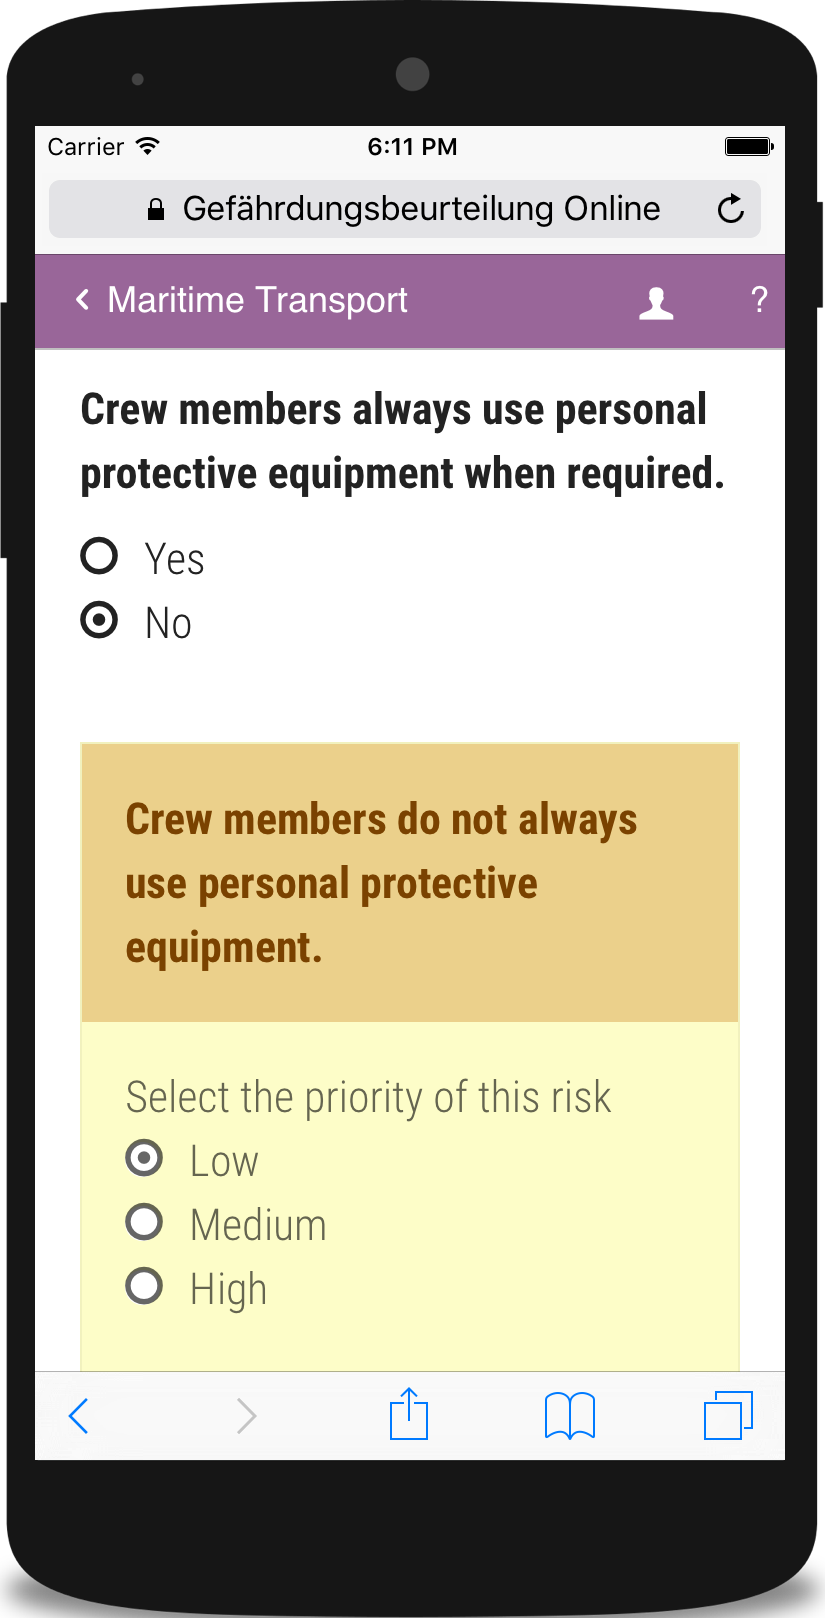 Carrier 6:11 PM
Gefährdungsbeurteilung Online
Maritime Transport ?
Crew members always use personal
protective equipment when required.
Yes
No
Crew members do not always
use personal protective
equipment.
Select the priority of this risk
Low
Medium
High